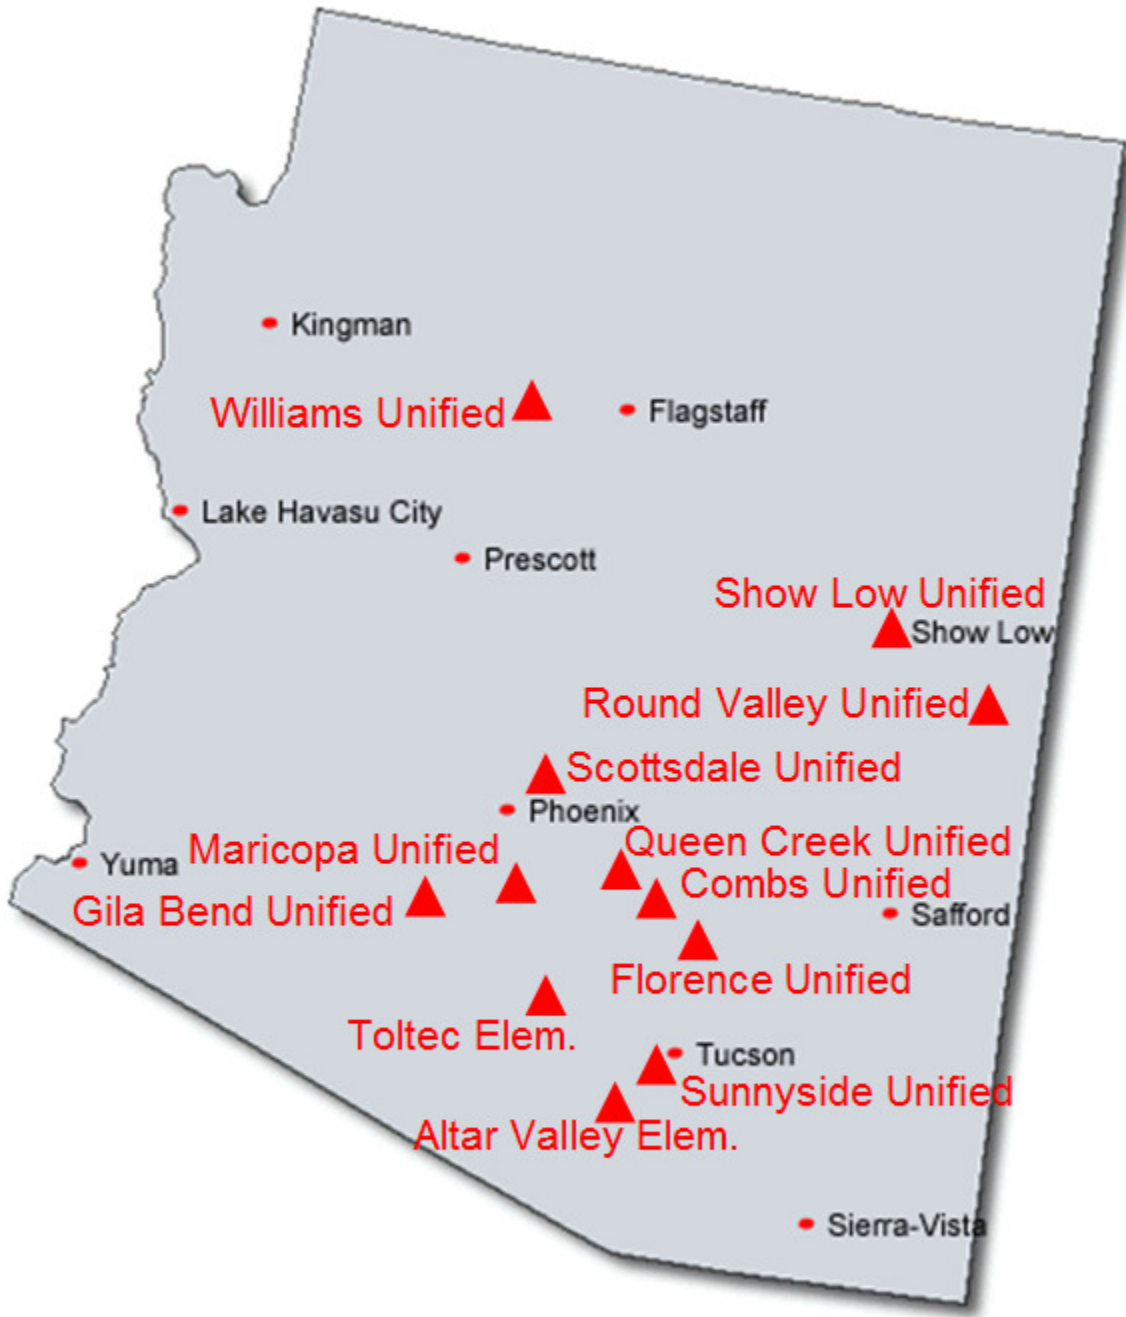 Kingman
Williams Unified
Flagstaff
Lake Havasu City
Prescott
Show Low Unified
Show Low
Round Valley Unified
Scottsdale Unified
Phoenix
Queen Creek Unified
Maricopa Unified
Yuma
Combs Unified
Gila Bend Unified
Safford
Florence Unified
Toltec Elem.
Tucson
Sunnyside Unified
Altar Valley Elem.
Sierra-Vista